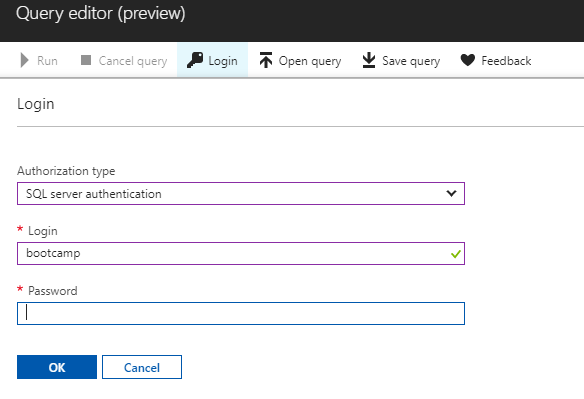 Query editor (preview)
Run Cancel query Login Open query Save query Feedback
Login
Authorization type
SQL server authentication
* Login
bootcamp
* Password
OK Cancel